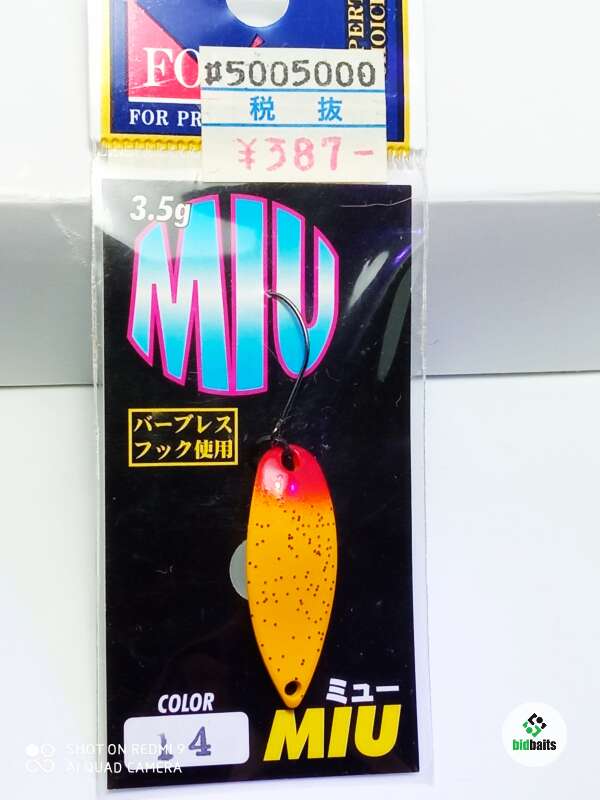 FOR PR
¤5005000
税 抜
¥387-
3.5g
MIU
バーブレス
フック使用
COLOR
14
ミュー
MIU
SHOT ON REDMI 9
AI QUAD CAMERA
bidbaits